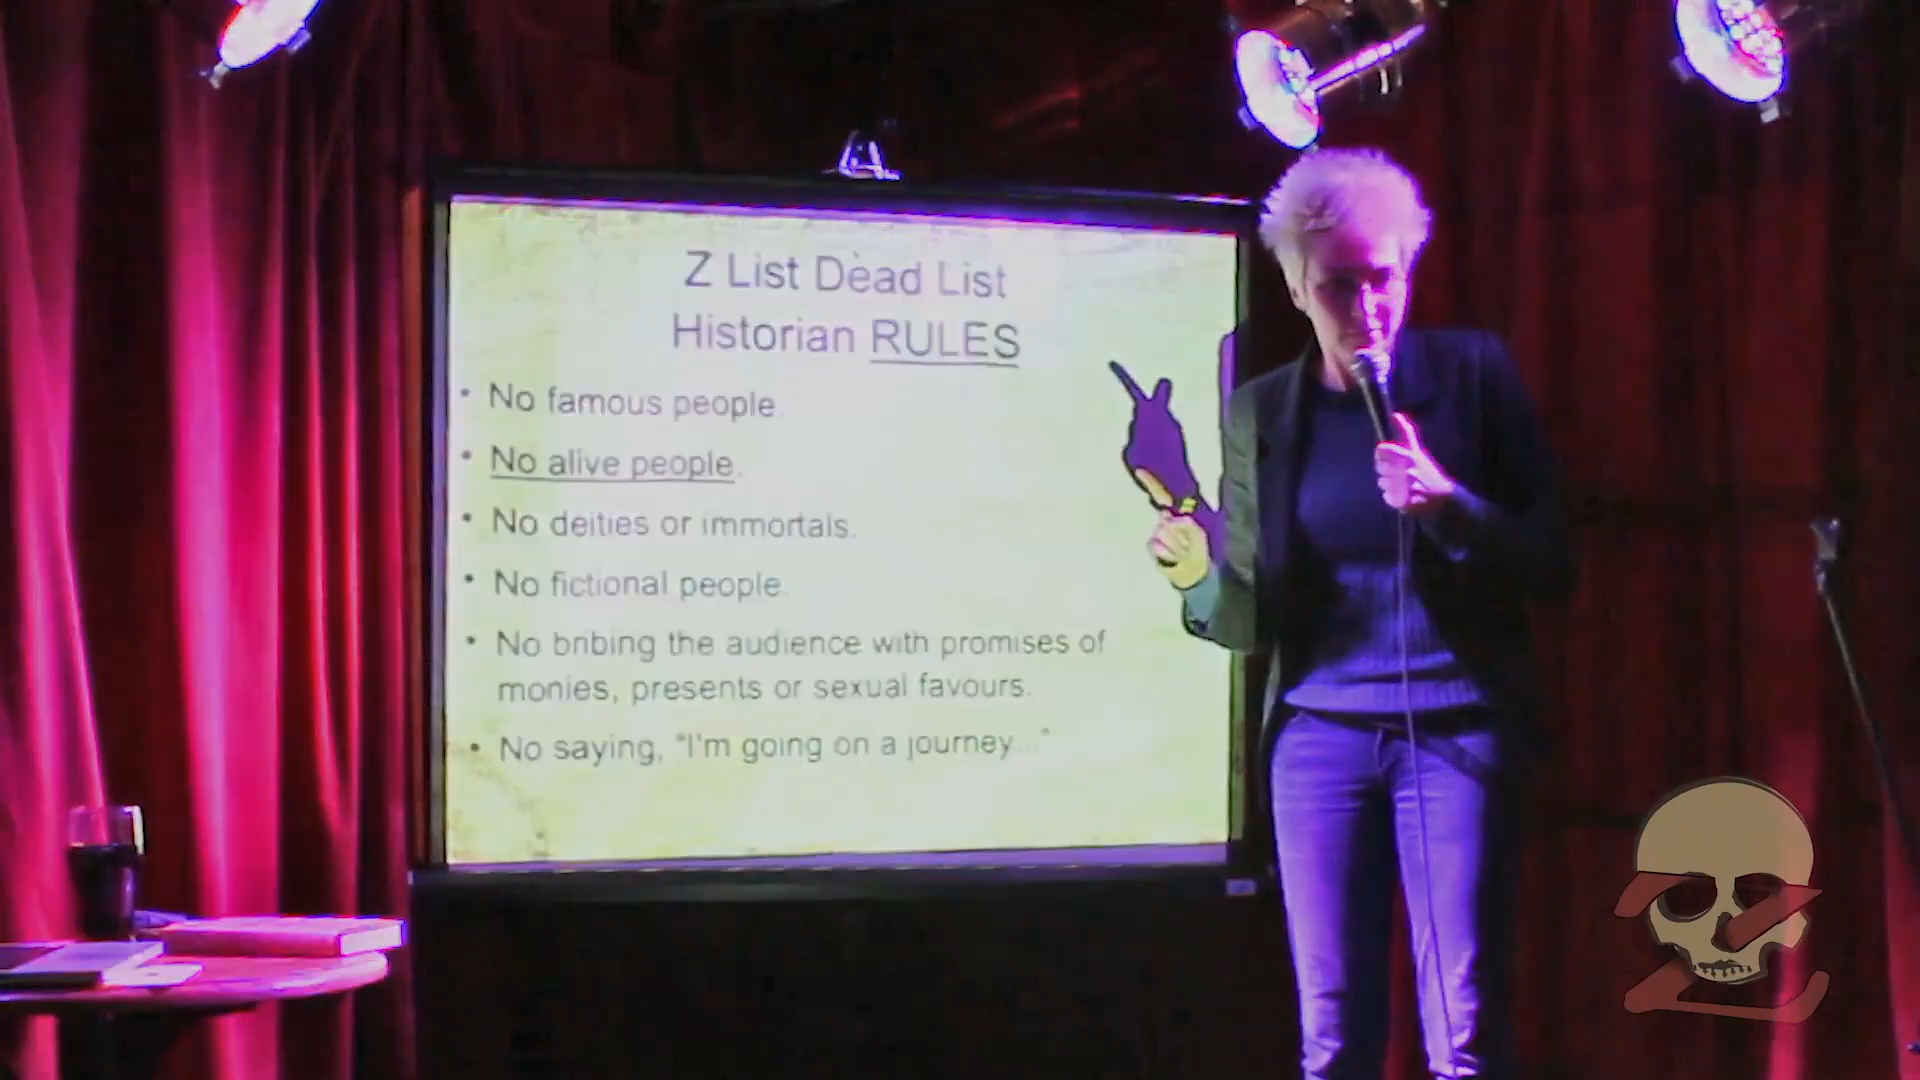 Z List Dead List
Historian RULES
• No famous people.
• No alive people.
• No deities or immortals.
• No fictional people.
• No bribing the audience with promises of
monies, presents or sexual favours.
• No saying, “I'm going on a journey...”
Z